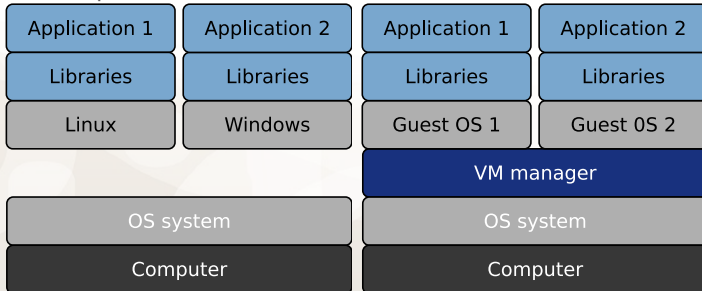 Application 1
Application 2
Application 1
Application 2
Libraries
Libraries
Libraries
Libraries
Linux
Windows
Guest OS 1
Guest 0S 2
VM manager
OS system
OS system
Computer
Computer